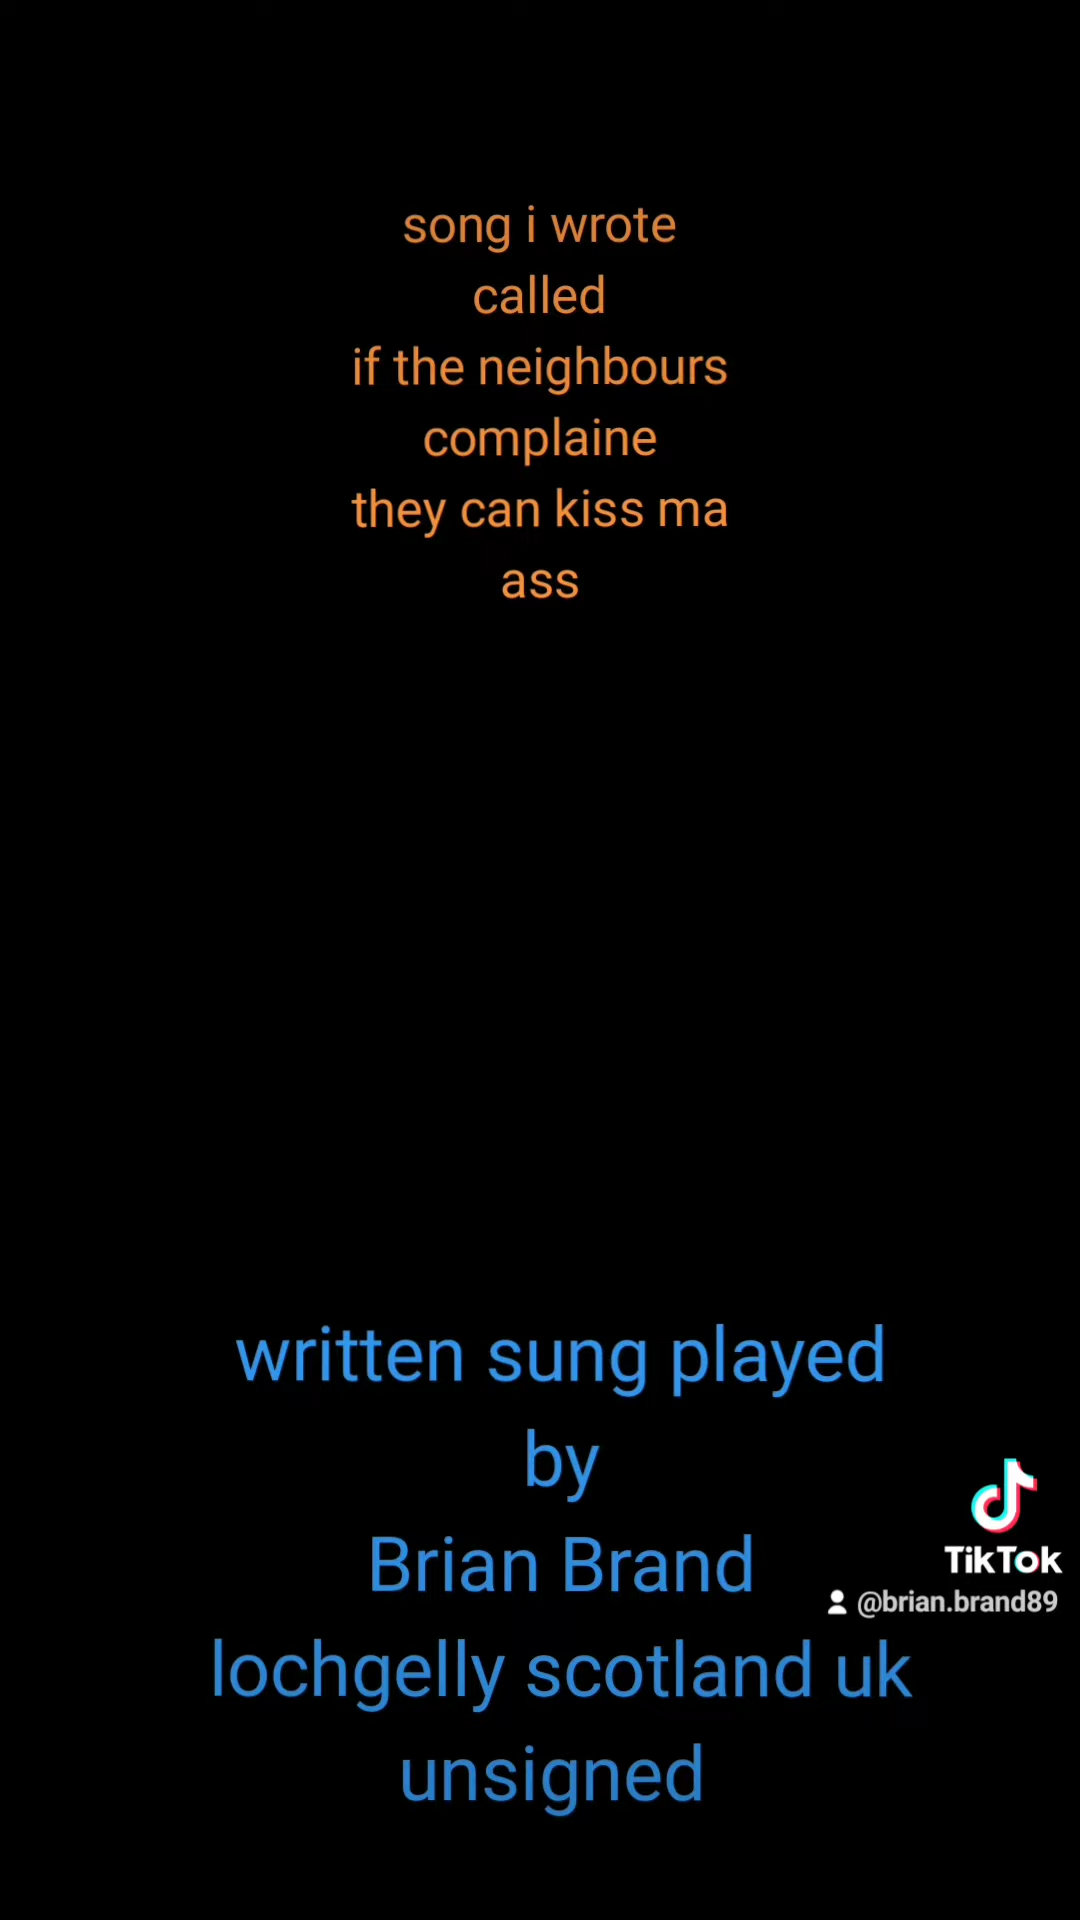 song i wrote
called
if the neighbours
complaine
they can kiss ma
ass
written sung played
by
Brian Brand
lochgelly scotland uk
unsigned
TikTok
@brian.brand89